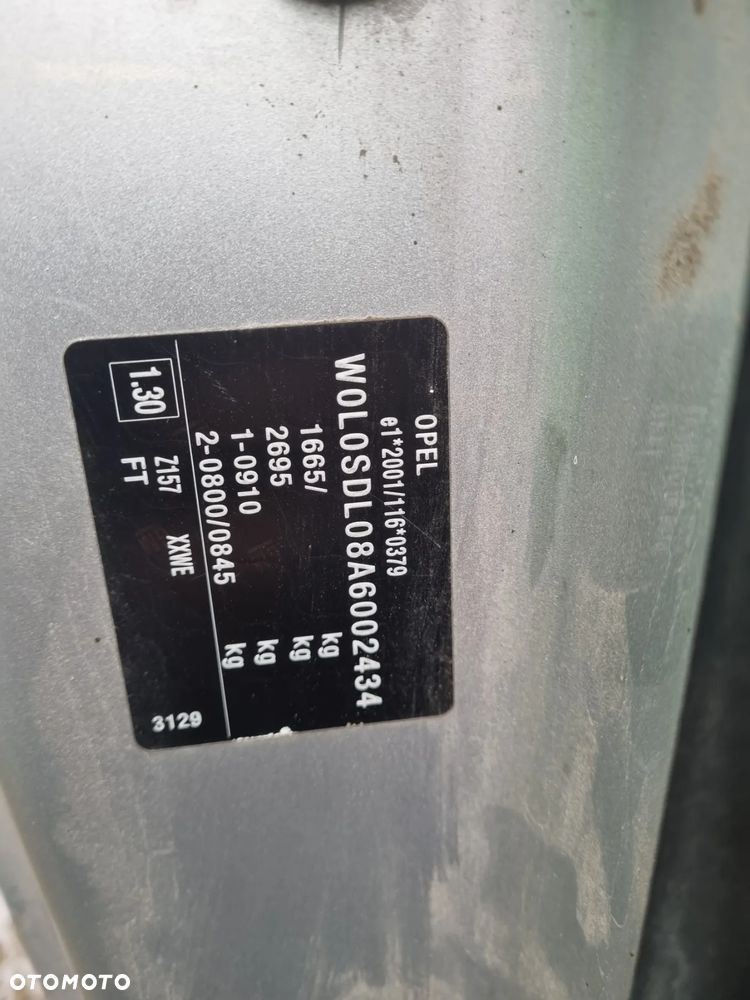 OPEL
e1*2001/116*0379
W0L0SDL08A6002434
1665/ kg
2695 kg
1-0910 kg
2-0800/0845 kg
1.30 Z157 XXWE
FT
3129
OTOMOTO